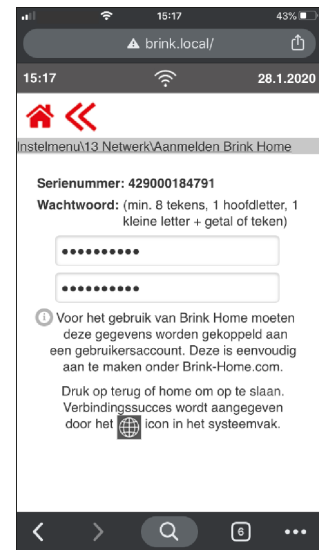 15:17
43%
brink.local/
15:17
28.1.2020
Instelmenu\13 Netwerk\Aanmelden Brink Home
Serienummer: 429000184791
Wachtwoord: (min. 8 tekens, 1 hoofdletter, 1
kleine letter + getal of teken)
••••••••••
••••••••••
Voor het gebruik van Brink Home moeten
deze gegevens worden gekoppeld aan
een gebruikersaccount. Deze is eenvoudig
aan te maken onder Brink-Home.com.
Druk op terug of home om op te slaan.
Verbindingssucces wordt aangegeven
door het icon in het systeemvak.
6